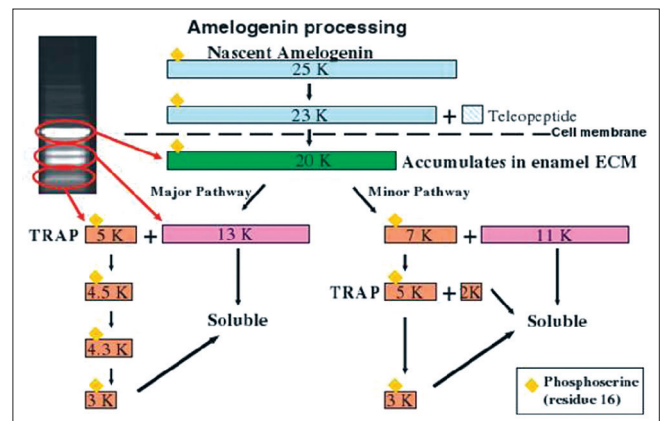 Amelogenin processing
Nascent Amelogenin
25 K
23 K + Teleopeptide
Cell membrane
20 K Accumulates in enamel ECM
Major Pathway Minor Pathway
TRAP 5 K + 13 K 7 K + 11 K
4.5 K TRAP 5 K + 2K
Soluble Soluble
4.3 K
3 K 3 K
Phosphoserine
(residue 16)